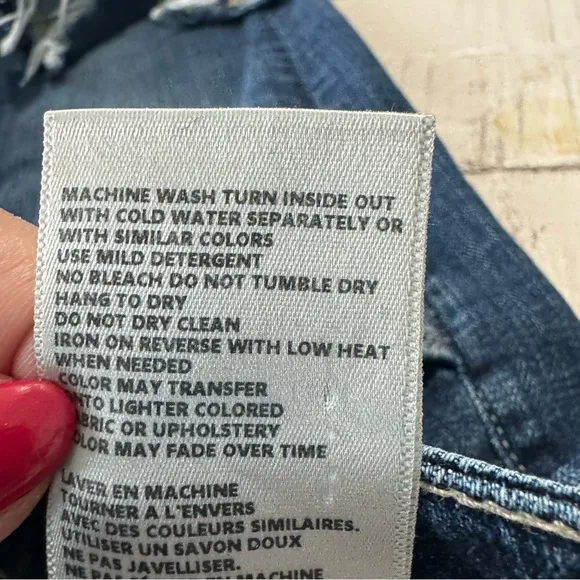 MACHINE WASH TURN INSIDE OUT
WITH COLD WATER SEPARATELY OR
WITH SIMILAR COLORS
USE MILD DETERGENT
NO BLEACH DO NOT TUMBLE DRY
HANG TO DRY
DO NOT DRY CLEAN
IRON ON REVERSE WITH LOW HEAT
WHEN NEEDED
COLOR MAY TRANSFER
ONTO LIGHTER COLORED
FABRIC OR UPHOLSTERY
COLOR MAY FADE OVER TIME
LAVER EN MACHINE
TOURNER A L'ENVERS
AVEC DES COULEURS SIMILAIRES.
UTILISER UN SAVON DOUX
NE PAS JAVELLISER.
NE PAS